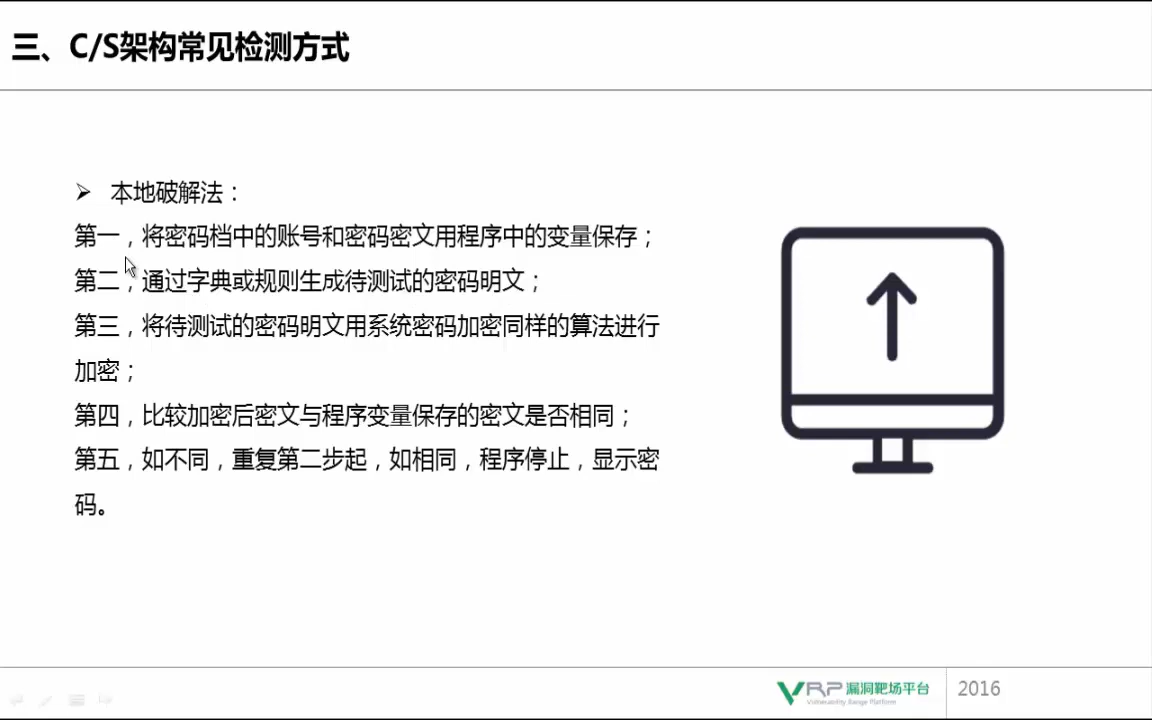 三、C/S架构常见检测方式
➢ 本地破解法：
第一，将密码档中的账号和密码密文用程序中的变量保存；
第二，通过字典或规则生成待测试的密码明文；
第三，将待测试的密码明文用系统密码加密同样的算法进行
加密；
第四，比较加密后密文与程序变量保存的密文是否相同；
第五，如不同，重复第二步起，如相同，程序停止，显示密
码。
VRP 漏洞靶场平台
Vulnerability Range Platform
2016